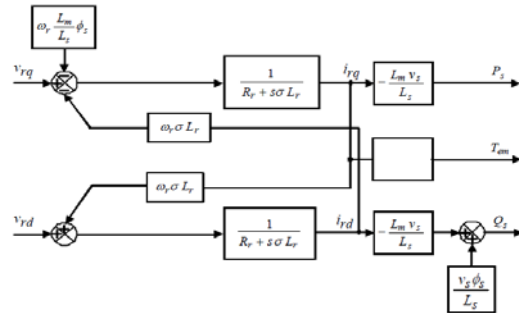 ω_r L_m/L_s ϕ_s
v_rq
i_rq
1/(R_r + sσL_r)
- L_m v_s/L_s
P_s
ω_r σ L_r
T_em
ω_r σ L_r
v_rd
1/(R_r + sσL_r)
i_rd
- L_m v_s/L_s
Q_s
v_s ϕ_s/L_s